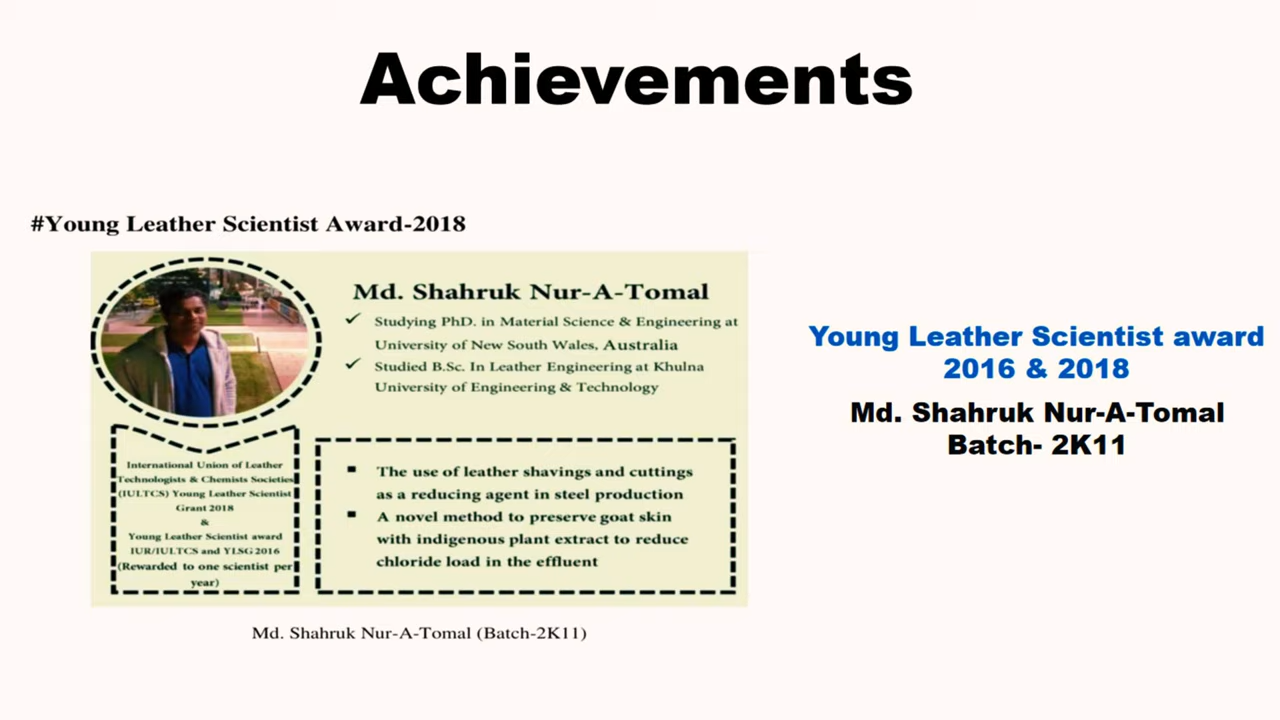 Achievements
#Young Leather Scientist Award-2018
Md. Shahruk Nur-A-Tomal
✓ Studying PhD. in Material Science & Engineering at
University of New South Wales, Australia
✓ Studied B.Sc. In Leather Engineering at Khulna
University of Engineering & Technology
International Union of Leather
Technologists & Chemists Societies
(IULTCS) Young Leather Scientist
Grant 2018
&
Young Leather Scientist award
IUR/IULTCS and YLSG 2016
(Rewarded to one scientist per
year)
▪ The use of leather shavings and cuttings
as a reducing agent in steel production
▪ A novel method to preserve goat skin
with indigenous plant extract to reduce
chloride load in the effluent
Md. Shahruk Nur-A-Tomal (Batch-2K11)
Young Leather Scientist award
2016 & 2018
Md. Shahruk Nur-A-Tomal
Batch- 2K11